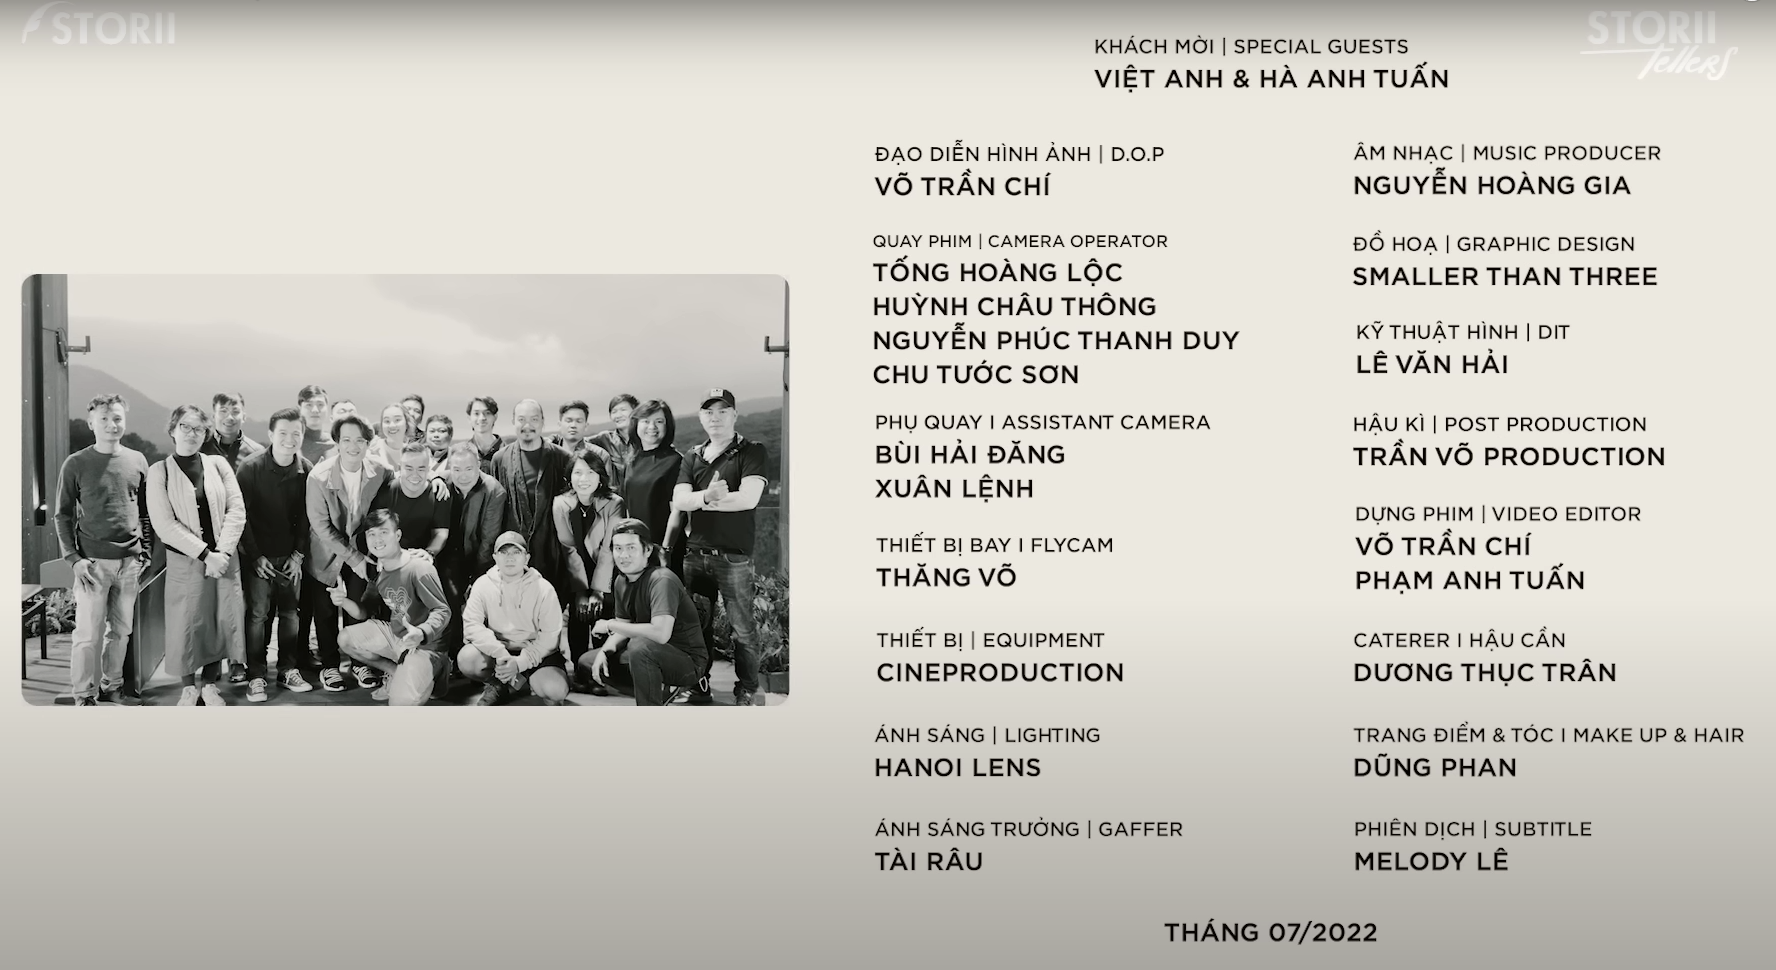 STORII
STORII
Tellers
KHÁCH MỜI | SPECIAL GUESTS
VIỆT ANH & HÀ ANH TUẤN
ĐẠO DIỄN HÌNH ẢNH | D.O.P
VÕ TRẦN CHÍ
QUAY PHIM | CAMERA OPERATOR
TỐNG HOÀNG LỘC
HUỲNH CHÂU THÔNG
NGUYỄN PHÚC THANH DUY
CHU TƯỚC SƠN
PHỤ QUAY I ASSISTANT CAMERA
BÙI HẢI ĐĂNG
XUÂN LỆNH
THIẾT BỊ BAY I FLYCAM
THĂNG VÕ
THIẾT BỊ | EQUIPMENT
CINEPRODUCTION
ÁNH SÁNG | LIGHTING
HANOI LENS
ÁNH SÁNG TRƯỞNG | GAFFER
TÀI RÂU
ÂM NHẠC | MUSIC PRODUCER
NGUYỄN HOÀNG GIA
ĐỒ HOẠ | GRAPHIC DESIGN
SMALLER THAN THREE
KỸ THUẬT HÌNH | DIT
LÊ VĂN HẢI
HẬU KÌ | POST PRODUCTION
TRẦN VÕ PRODUCTION
DỰNG PHIM | VIDEO EDITOR
VÕ TRẦN CHÍ
PHẠM ANH TUẤN
CATERER I HẬU CẦN
DƯƠNG THỤC TRÂN
TRANG ĐIỂM & TÓC I MAKE UP & HAIR
DŨNG PHAN
PHIÊN DỊCH | SUBTITLE
MELODY LÊ
THÁNG 07/2022